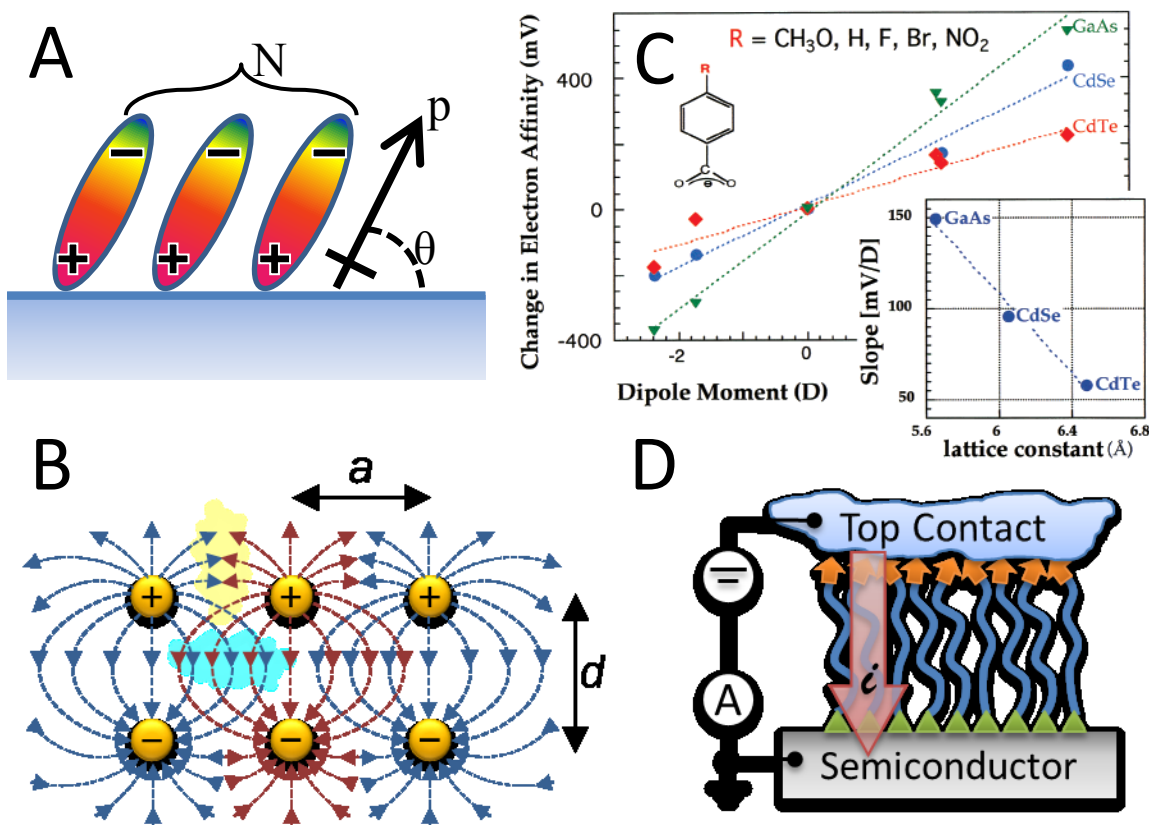 A
N
p
θ
C
R = CH₃O, H, F, Br, NO₂
R
C
O
⊖
O
GaAs
CdSe
CdTe
Change in Electron Affinity (mV)
400
0
-400
-2
0
Dipole Moment (D)
150
100
50
Slope [mV/D]
GaAs
CdSe
CdTe
5.6
6
6.4
6.8
lattice constant (Å)
B
a
d
+
+
+
−
−
−
D
Top Contact
A
i
Semiconductor